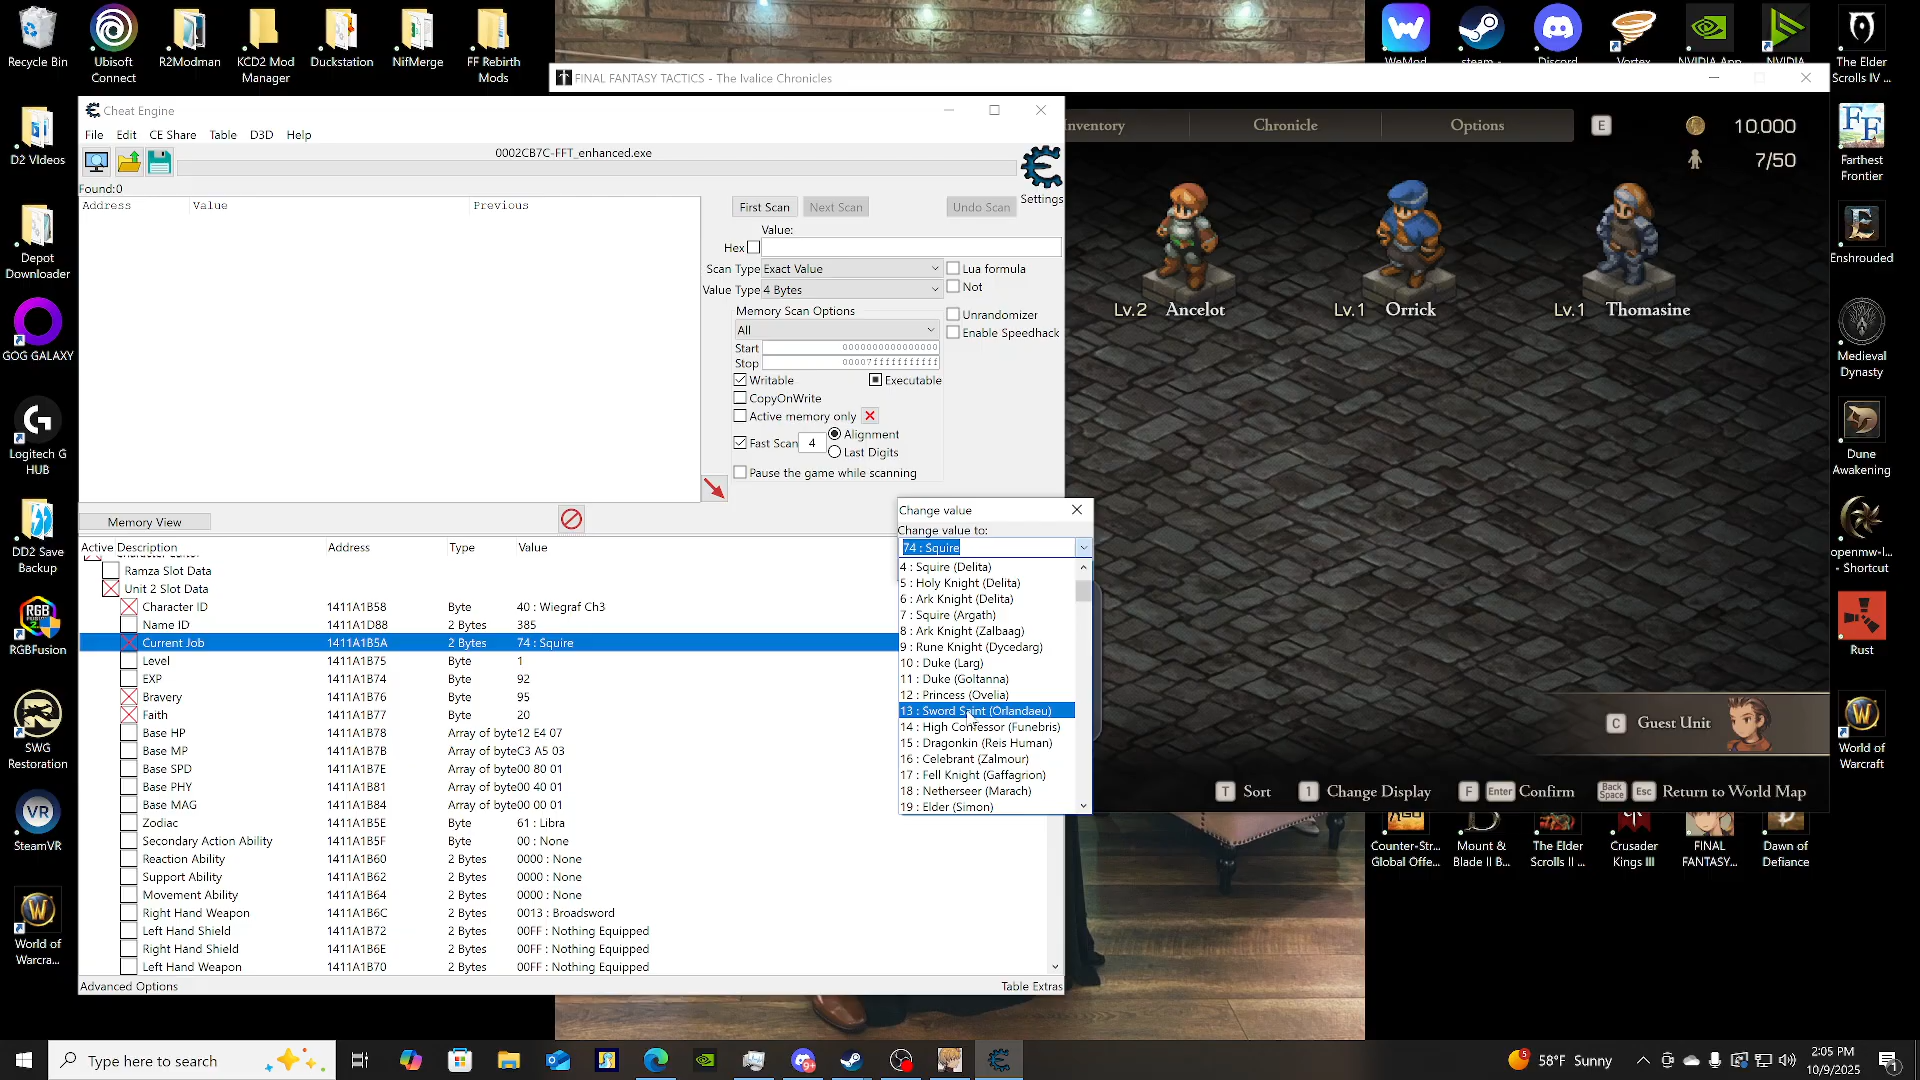 Recycle Bin
Ubisoft Connect
R2Modman
KCD2 Mod Manager
Duckstation
NifMerge
FF Rebirth Mods
WeMod
steam -
Discord
Vortex
NVIDIA App
NVIDIA
The Elder Scrolls IV ...
D2 VIdeos
Depot Downloader
GOG GALAXY
Logitech G HUB
DD2 Save Backup
RGBFusion
SWG Restoration
SteamVR
World of Warcra...
FINAL FANTASY TACTICS - The Ivalice Chronicles
Cheat Engine
File Edit CE Share Table D3D Help
0002CB7C-FFT_enhanced.exe
Found:0
Settings
Address Value Previous
First Scan Next Scan Undo Scan
Value:
Hex
Scan Type Exact Value
Lua formula
Value Type 4 Bytes
Not
Memory Scan Options
All
Unrandomizer
Enable Speedhack
Start 0000000000000000
Stop 00007fffffffffff
Writable Executable
CopyOnWrite
Active memory only
Fast Scan 4 Alignment
Last Digits
Pause the game while scanning
Memory View
Active Description Address Type Value
Ramza Slot Data
Unit 2 Slot Data
Character ID 1411A1B58 Byte 40 : Wiegraf Ch3
Name ID 1411A1D88 2 Bytes 385
Current Job 1411A1B5A 2 Bytes 74 : Squire
Level 1411A1B75 Byte 1
EXP 1411A1B74 Byte 92
Bravery 1411A1B76 Byte 95
Faith 1411A1B77 Byte 20
Base HP 1411A1B78 Array of byte 12 E4 07
Base MP 1411A1B7B Array of byte C3 A5 03
Base SPD 1411A1B7E Array of byte 00 80 01
Base PHY 1411A1B81 Array of byte 00 40 01
Base MAG 1411A1B84 Array of byte 00 00 01
Zodiac 1411A1B5E Byte 61 : Libra
Secondary Action Ability 1411A1B5F Byte 00 : None
Reaction Ability 1411A1B60 2 Bytes 0000 : None
Support Ability 1411A1B62 2 Bytes 0000 : None
Movement Ability 1411A1B64 2 Bytes 0000 : None
Right Hand Weapon 1411A1B6C 2 Bytes 0013 : Broadsword
Left Hand Shield 1411A1B72 2 Bytes 00FF : Nothing Equipped
Right Hand Shield 1411A1B6E 2 Bytes 00FF : Nothing Equipped
Left Hand Weapon 1411A1B70 2 Bytes 00FF : Nothing Equipped
Advanced Options Table Extras
Change value
Change value to:
74 : Squire
4 : Squire (Delita)
5 : Holy Knight (Delita)
6 : Ark Knight (Delita)
7 : Squire (Argath)
8 : Ark Knight (Zalbaag)
9 : Rune Knight (Dycedarg)
10 : Duke (Larg)
11 : Duke (Goltanna)
12 : Princess (Ovelia)
13 : Sword Saint (Orlandaeu)
14 : High Confessor (Funebris)
15 : Dragonkin (Reis Human)
16 : Celebrant (Zalmour)
17 : Fell Knight (Gaffagrion)
18 : Netherseer (Marach)
19 : Elder (Simon)
Inventory Chronicle Options E
10,000
7/50
Lv.2 Ancelot
Lv.1 Orrick
Lv.1 Thomasine
C Guest Unit
T Sort 1 Change Display F Enter Confirm Back Space Esc Return to World Map
Farthest Frontier
Enshrouded
Medieval Dynasty
Dune Awakening
openmw-l... - Shortcut
Rust
World of Warcraft
Counter-Str... Global Offe...
Mount & Blade II B...
The Elder Scrolls II ...
Crusader Kings III
FINAL FANTASY...
Dawn of Defiance
Type here to search
58°F Sunny
2:05 PM
10/9/2025